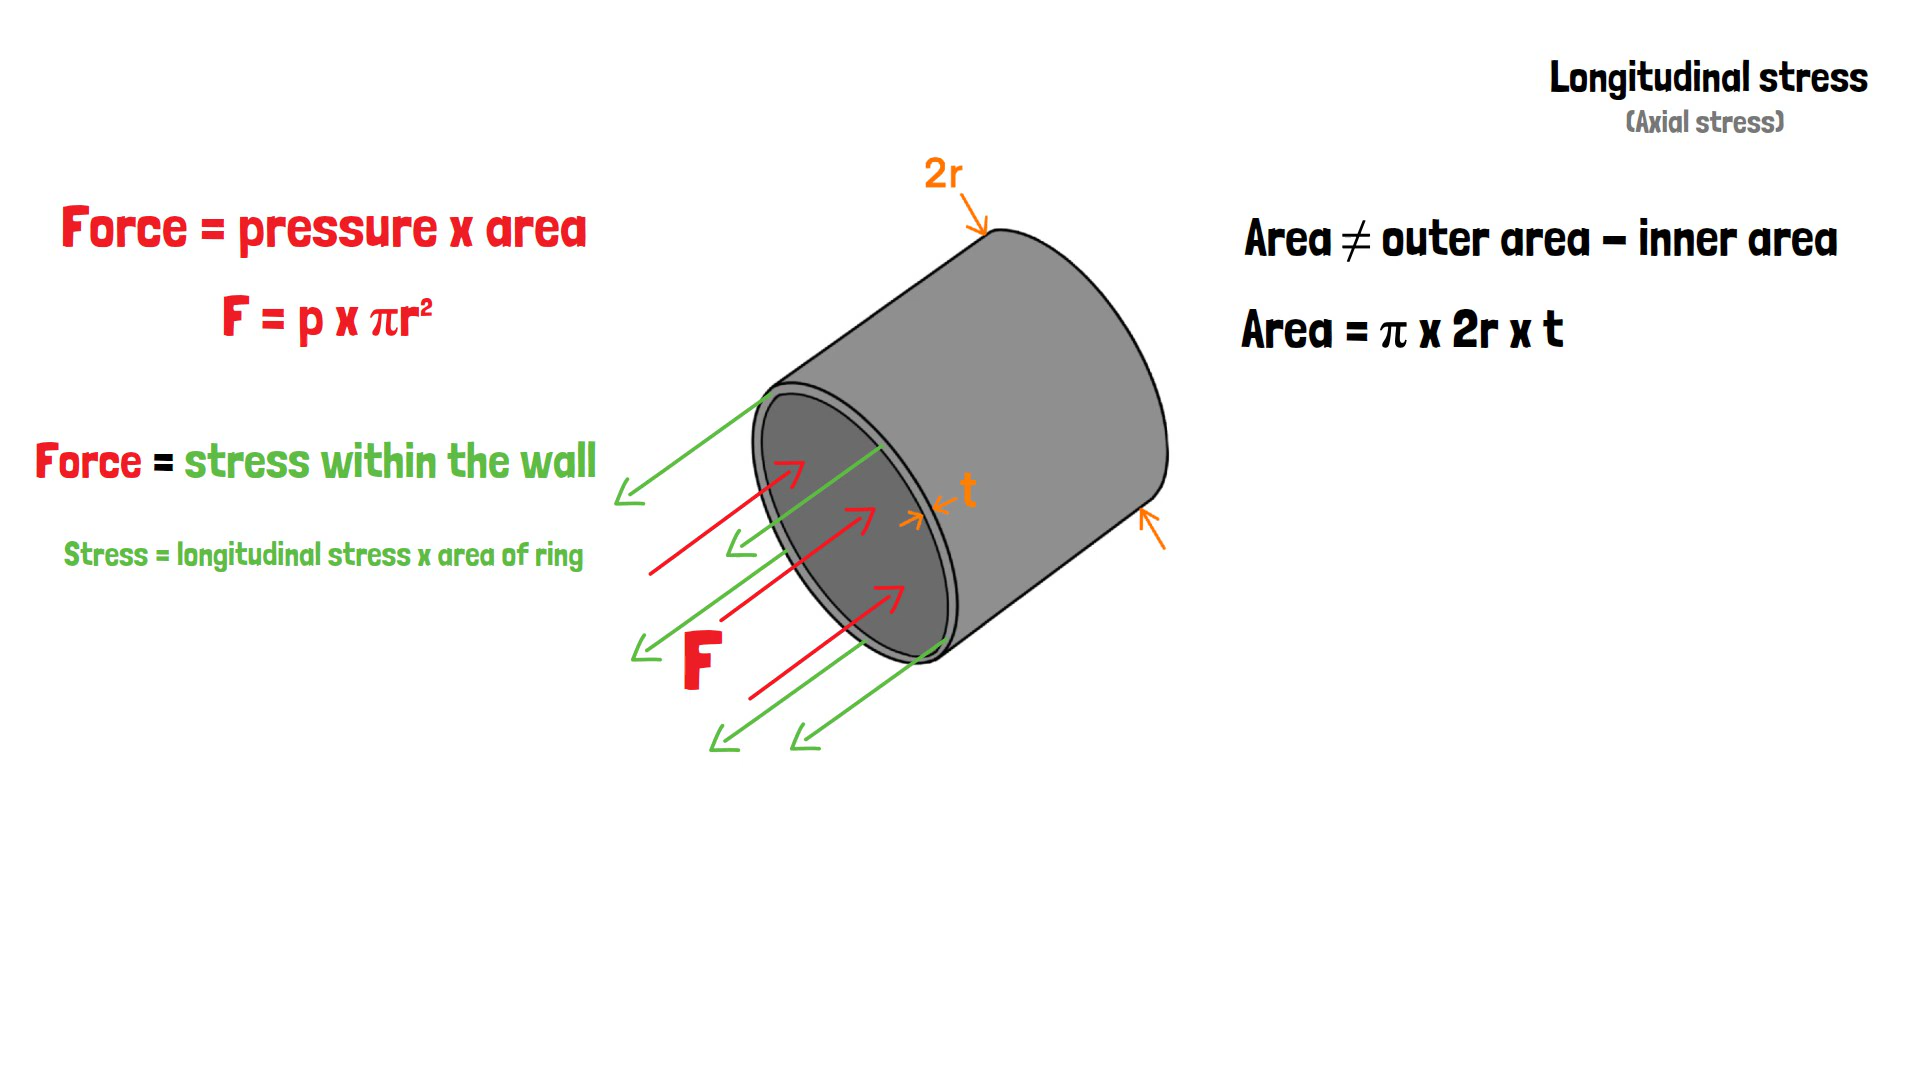 Longitudinal stress
(Axial stress)
2r
Force = pressure x area
F = p x πr²
Area ≠ outer area – inner area
Area = π x 2r x t
Force = stress within the wall
t
Stress = longitudinal stress x area of ring
F